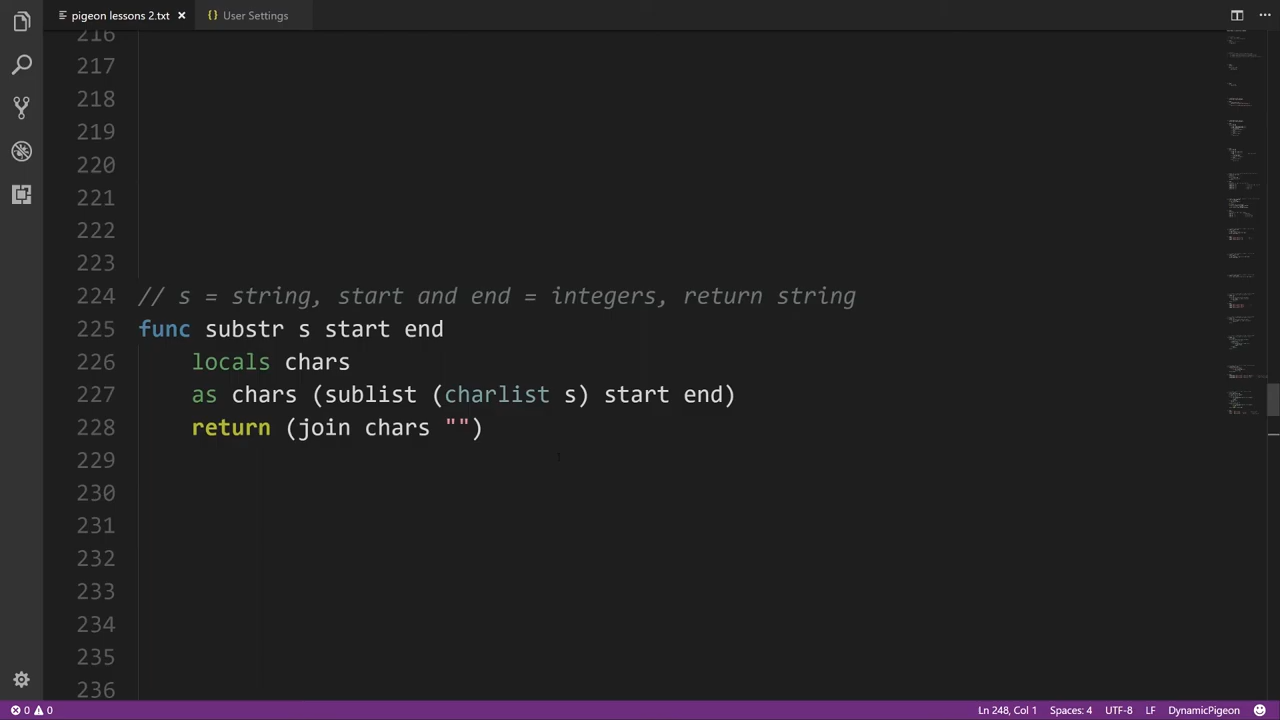 pigeon lessons 2.txt
{} User Settings
216
217
218
219
220
221
222
223
224 // s = string, start and end = integers, return string
225 func substr s start end
226 locals chars
227 as chars (sublist (charlist s) start end)
228 return (join chars "")
229
230
231
232
233
234
235
236
0 0 Ln 248, Col 1 Spaces: 4 UTF-8 LF DynamicPigeon